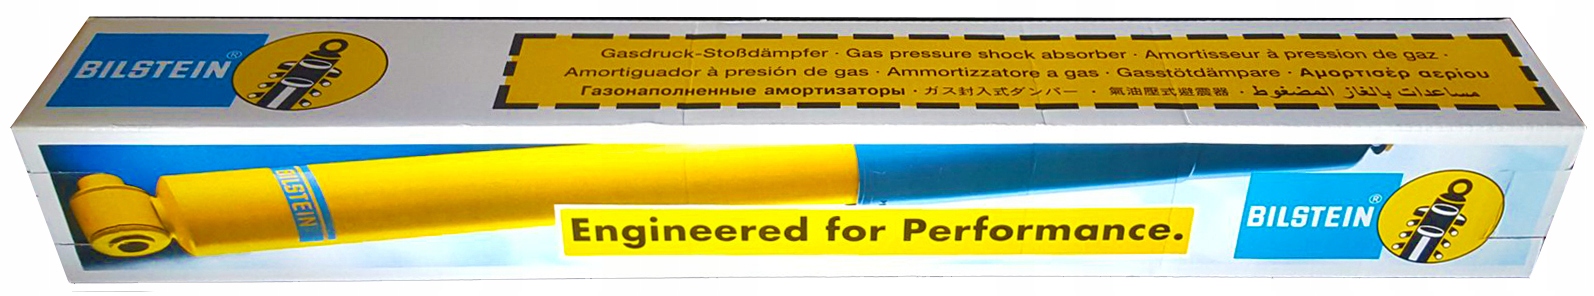 BILSTEIN®
Gasdruck-Stoßdämpfer · Gas pressure shock absorber · Amortisseur à pression de gaz ·
Amortiguador à presión de gas · Ammortizzatore a gas · Gasstötdämpare · Αμορτισέρ αερίου
Газонаполненные амортизаторы · ガス封入式ダンパー · 氣油壓式避震器 · مساعدات بالغاز المضغوط
BILSTEIN
Engineered for Performance.
BILSTEIN®